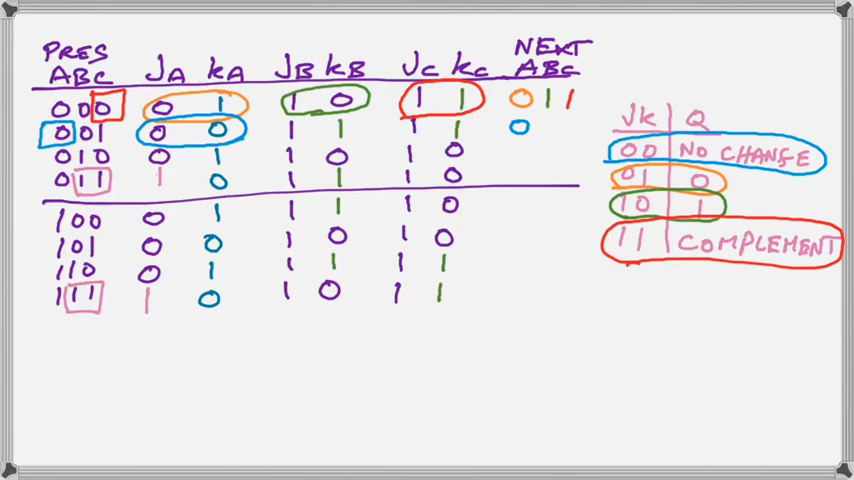 PRES NEXT
ABC JA KA JB KB JC KC ABC
000 0 1 1 0 1 1 0 1 1
001 0 0 1 1 1 1 0
010 0 1 1 0 1 0
011 1 0 1 1 1 0
100 0 1 1 1 1 0
101 0 0 1 0 1 0
110 0 1 1 1 1 1
111 1 0 1 0 1 1
JK Q
00 NO CHANGE
01 0
10 1
11 COMPLEMENT